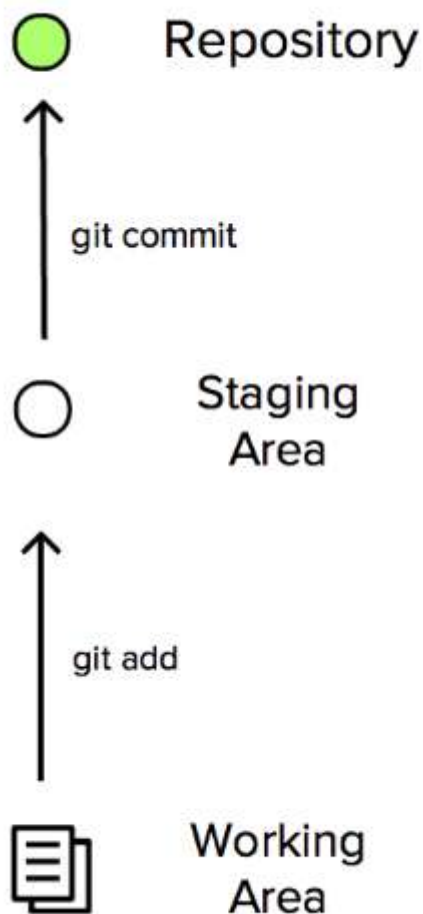 Repository
git commit
Staging
Area
git add
Working
Area